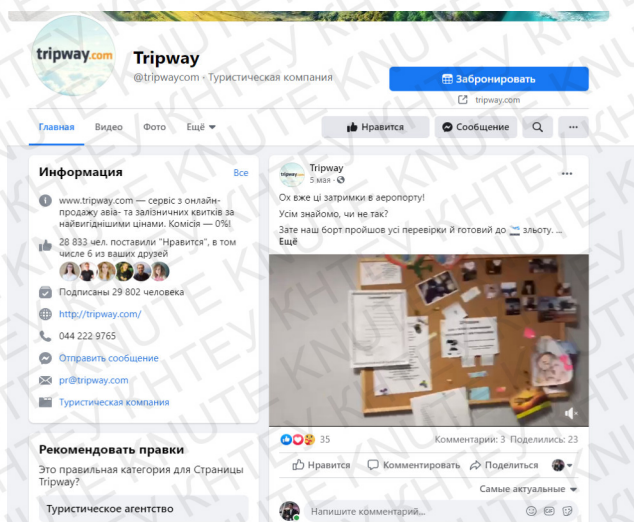 tripway.com
Tripway
@tripwaycom · Туристическая компания
Забронировать
tripway.com
Главная Видео Фото Ещё
Нравится
Сообщение
Информация
Все
www.tripway.com — сервіс з онлайн-
продажу авіа- та залізничних квитків за
найвигіднішими цінами. Комісія — 0%!
28 833 чел. поставили "Нравится", в том
числе 6 из ваших друзей
Подписаны 29 802 человека
http://tripway.com/
044 222 9765
Отправить сообщение
pr@tripway.com
Туристическая компания
Рекомендовать правки
Это правильная категория для Страницы
Tripway?
Туристическое агентство
Tripway
5 мая ·
Ох вже ці затримки в аеропорту!
Усім знайомо, чи не так?
Зате наш борт пройшов усі перевірки й готовий до зльоту. ...
Ещё
35
Комментарии: 3 Поделились: 23
Нравится Комментировать Поделиться
Самые актуальные
Напишите комментарий...
KNUTE